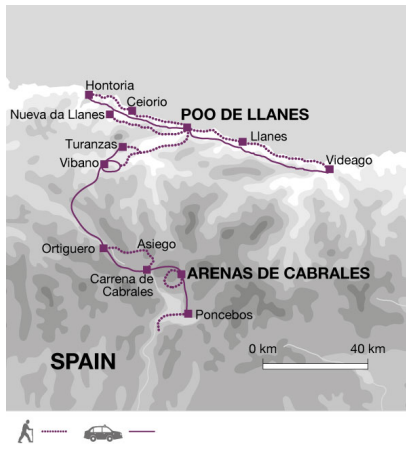 Hontoria
Ceiorio
Nueva da Llanes
POO DE LLANES
Llanes
Turanzas
Vibano
Videago
Ortiguero
Asiego
Carrena de
Cabrales
ARENAS DE CABRALES
Poncebos
SPAIN
0 km
40 km